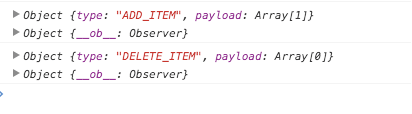 Object {type: "ADD_ITEM", payload: Array[1]}
Object {__ob__: Observer}
Object {type: "DELETE_ITEM", payload: Array[0]}
Object {__ob__: Observer}